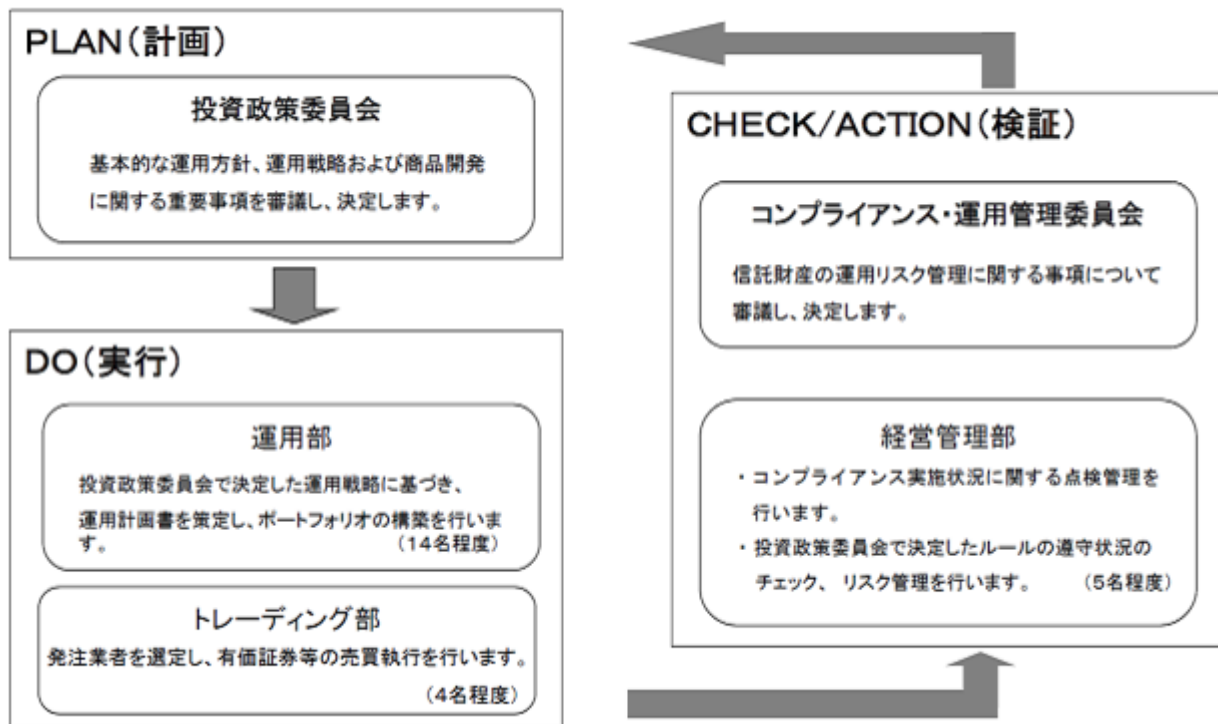 PLAN(計画)
投資政策委員会
基本的な運用方針、運用戦略および商品開発
に関する重要事項を審議し、決定します。
DO(実行)
運用部
投資政策委員会で決定した運用戦略に基づき、
運用計画書を策定し、ポートフォリオの構築を行いま
す。 (14名程度)
トレーディング部
発注業者を選定し、有価証券等の売買執行を行います。
(4名程度)
CHECK/ACTION(検証)
コンプライアンス・運用管理委員会
信託財産の運用リスク管理に関する事項について
審議し、決定します。
経営管理部
・コンプライアンス実施状況に関する点検管理を
行います。
・投資政策委員会で決定したルールの遵守状況の
チェック、 リスク管理を行います。 (5名程度)